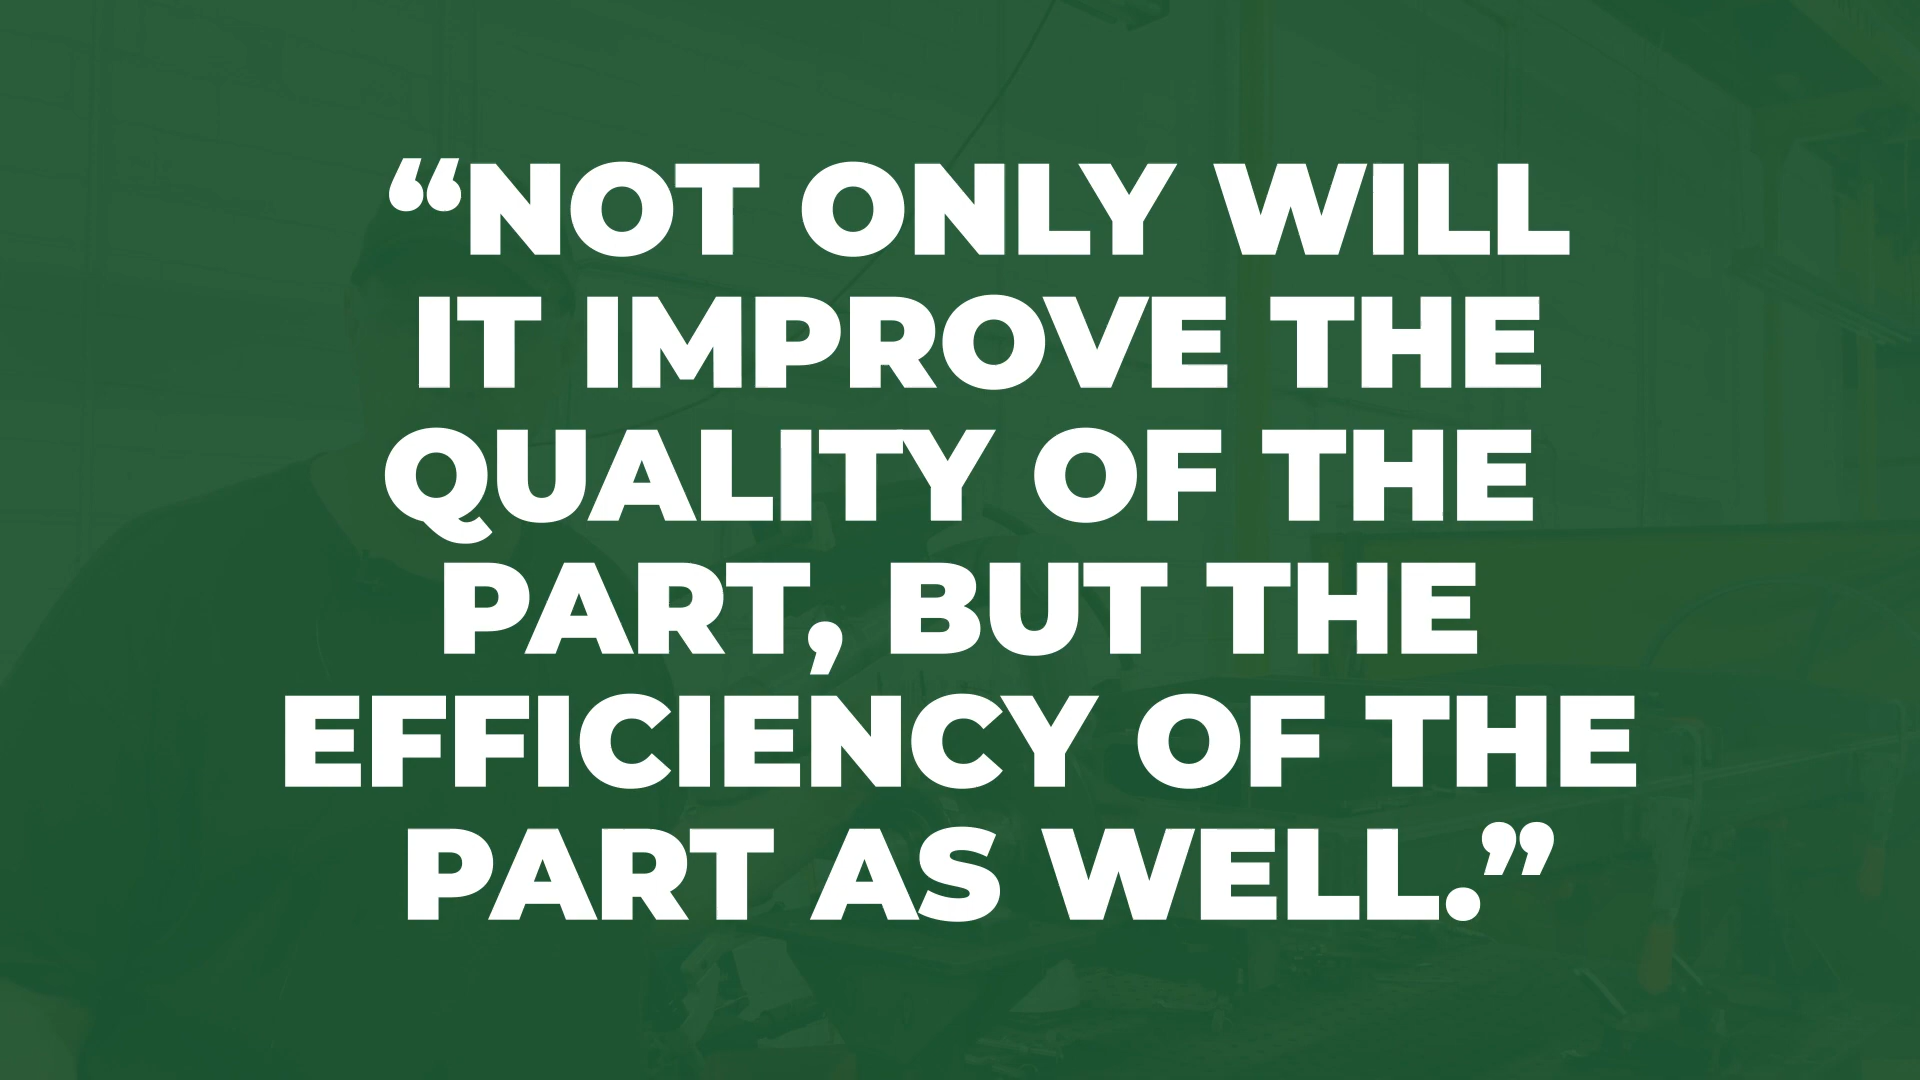 “NOT ONLY WILL
IT IMPROVE THE
QUALITY OF THE
PART, BUT THE
EFFICIENCY OF THE
PART AS WELL.”